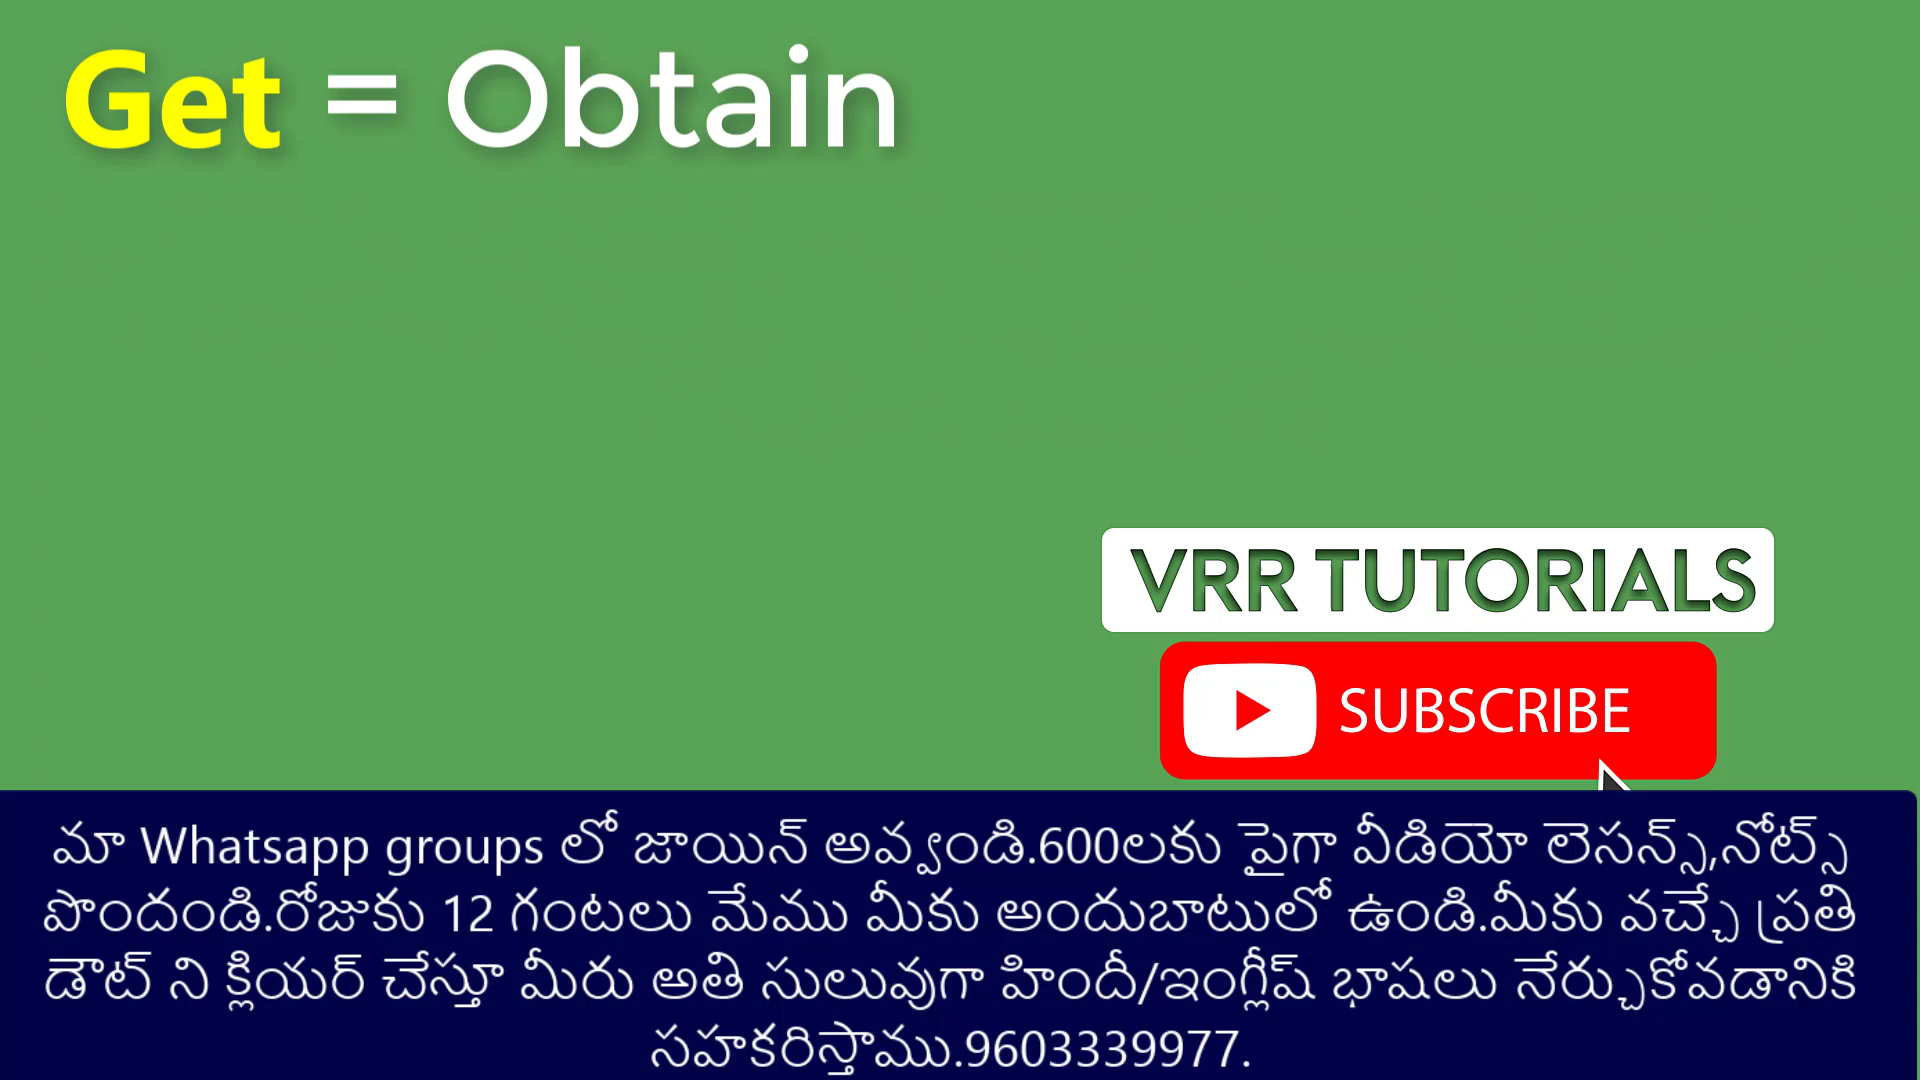 Get = Obtain
VRR TUTORIALS
SUBSCRIBE
మా Whatsapp groups లో జాయిన్ అవ్వండి.600లకు పైగా వీడియో లెసన్స్,నోట్స్
పొందండి.రోజుకు 12 గంటలు మేము మీకు అందుబాటులో ఉండి.మీకు వచ్చే ప్రతి
డౌట్ ని క్లియర్ చేస్తూ మీరు అతి సులువుగా హిందీ/ఇంగ్లీష్ భాషలు నేర్చుకోవడానికి
సహకరిస్తాము.9603339977.